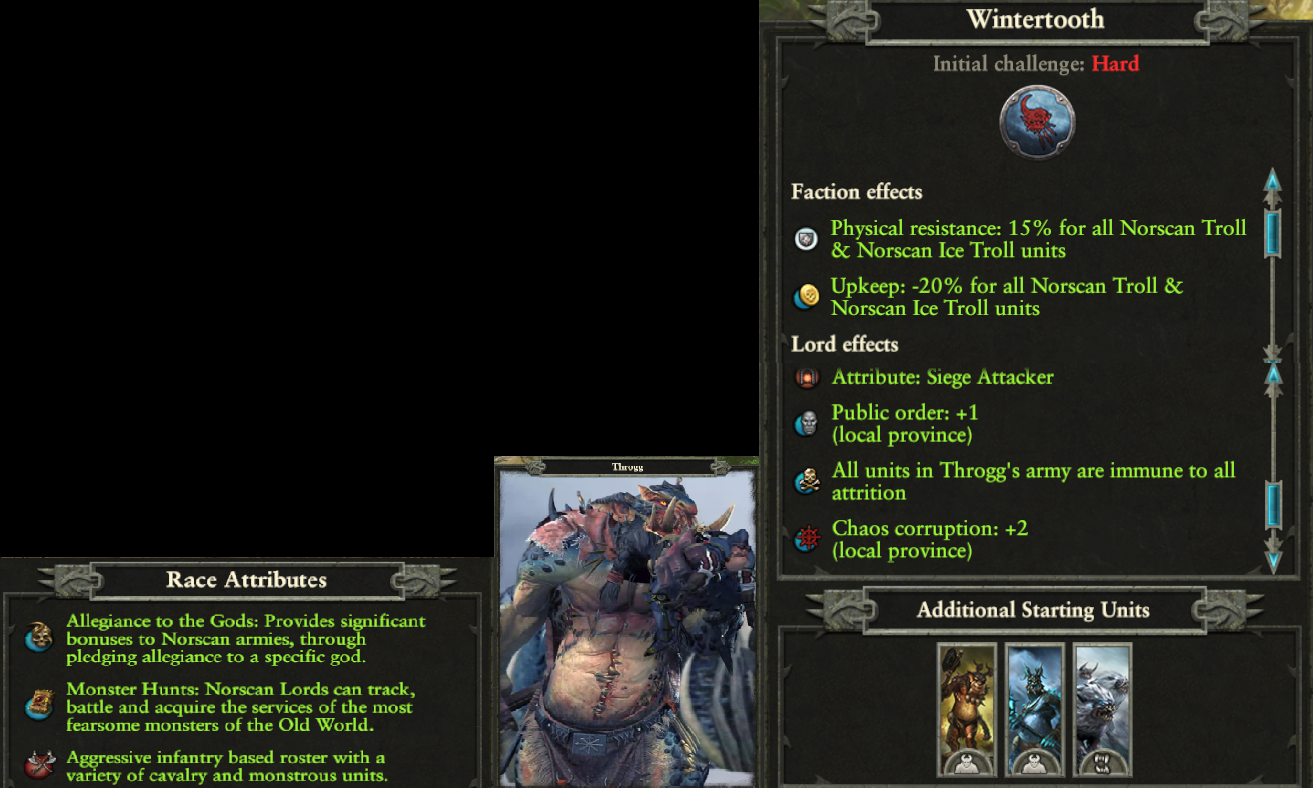 Wintertooth
Initial challenge: Hard
Faction effects
Physical resistance: 15% for all Norscan Troll
& Norscan Ice Troll units
Upkeep: -20% for all Norscan Troll &
Norscan Ice Troll units
Lord effects
Attribute: Siege Attacker
Public order: +1
(local province)
All units in Throgg's army are immune to all
attrition
Chaos corruption: +2
(local province)
Additional Starting Units
Throgg
Race Attributes
Allegiance to the Gods: Provides significant
bonuses to Norscan armies, through
pledging allegiance to a specific god.
Monster Hunts: Norscan Lords can track,
battle and acquire the services of the most
fearsome monsters of the Old World.
Aggressive infantry based roster with a
variety of cavalry and monstrous units.